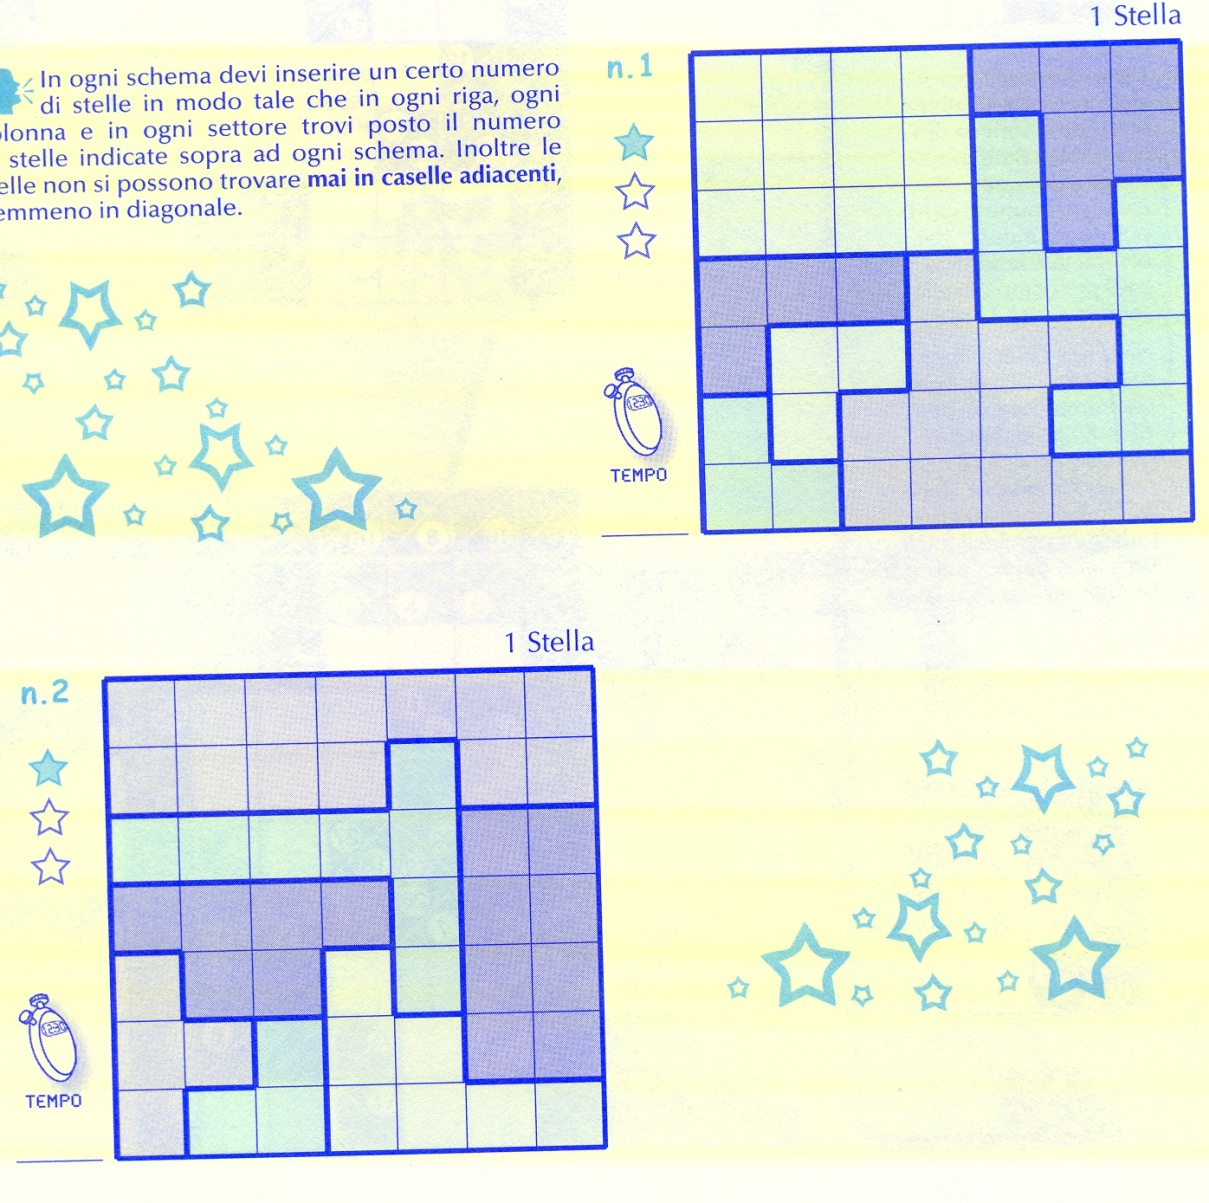 1 Stella
In ogni schema devi inserire un certo numero
di stelle in modo tale che in ogni riga, ogni
olonna e in ogni settore trovi posto il numero
stelle indicate sopra ad ogni schema. Inoltre le
elle non si possono trovare mai in caselle adiacenti,
emmeno in diagonale.
n.1
TEMPO
1 Stella
n.2
TEMPO